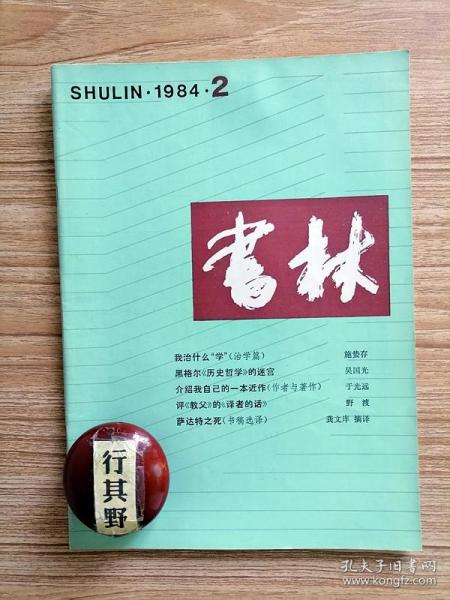 SHULIN·1984·2
書林
我治什么“学”(治学篇) 施蛰存
黑格尔《历史哲学》的迷宫 吴国光
介绍我自己的一本近作(作者与著作) 于光远
评《教父》的《译者的话》 野渡
萨达特之死(书稿选译) 龚文庠 摘译
行其野
孔夫子旧书网
www.kongfz.com